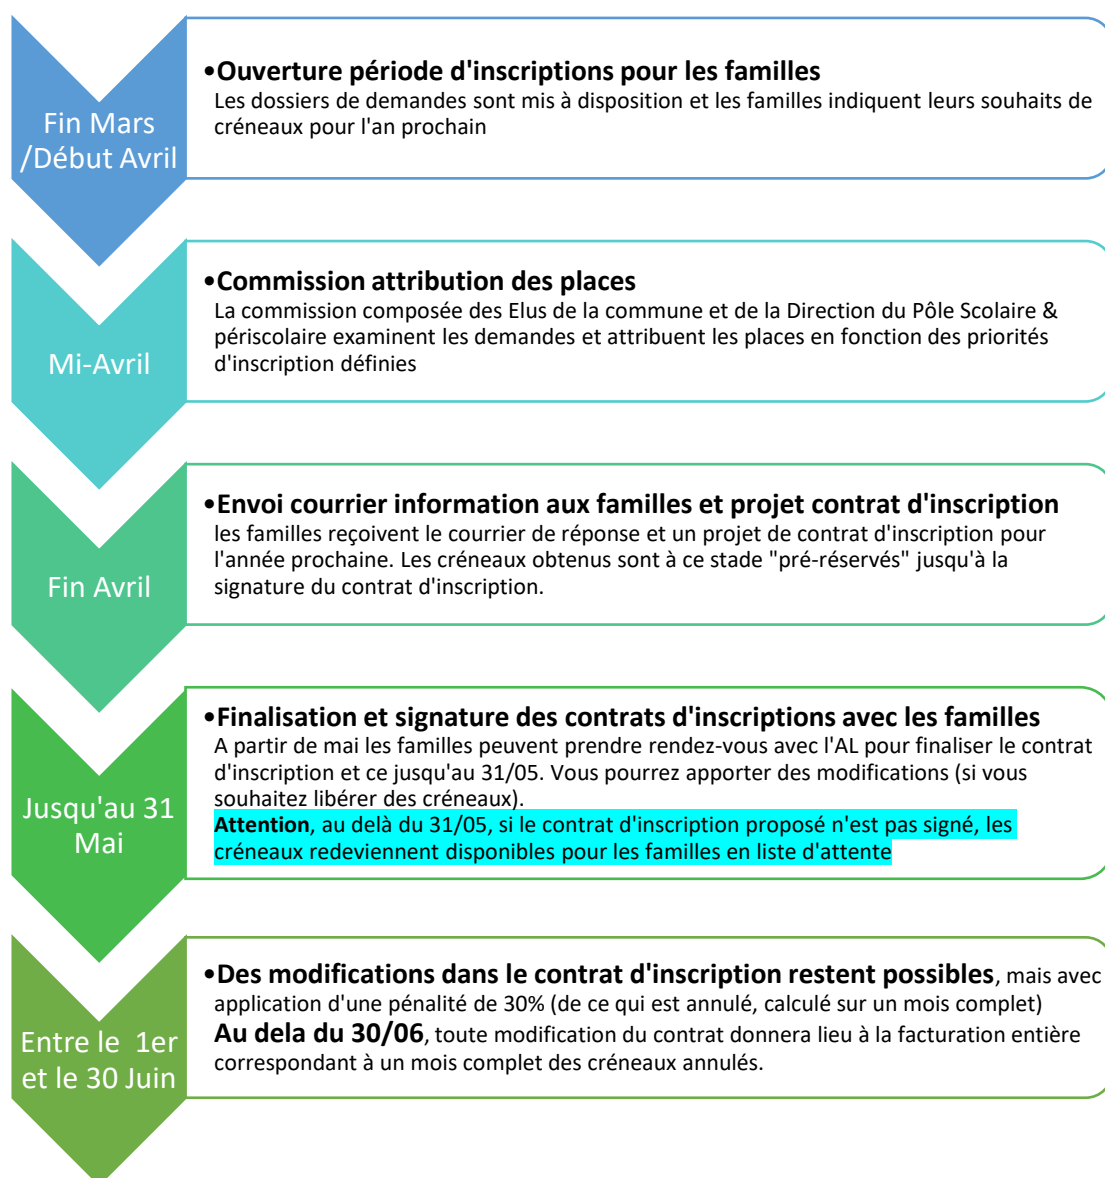 Fin Mars
/Début Avril
•Ouverture période d'inscriptions pour les familles
Les dossiers de demandes sont mis à disposition et les familles indiquent leurs souhaits de
créneaux pour l'an prochain
Mi-Avril
•Commission attribution des places
La commission composée des Elus de la commune et de la Direction du Pôle Scolaire &
périscolaire examinent les demandes et attribuent les places en fonction des priorités
d'inscription définies
Fin Avril
•Envoi courrier information aux familles et projet contrat d'inscription
les familles reçoivent le courrier de réponse et un projet de contrat d'inscription pour
l'année prochaine. Les créneaux obtenus sont à ce stade "pré-réservés" jusqu'à la
signature du contrat d'inscription.
Jusqu'au 31
Mai
•Finalisation et signature des contrats d'inscriptions avec les familles
A partir de mai les familles peuvent prendre rendez-vous avec l'AL pour finaliser le contrat
d'inscription et ce jusqu'au 31/05. Vous pourrez apporter des modifications (si vous
souhaitez libérer des créneaux).
Attention, au delà du 31/05, si le contrat d'inscription proposé n'est pas signé, les
créneaux redeviennent disponibles pour les familles en liste d'attente
Entre le 1er
et le 30 Juin
•Des modifications dans le contrat d'inscription restent possibles, mais avec
application d'une pénalité de 30% (de ce qui est annulé, calculé sur un mois complet)
Au dela du 30/06, toute modification du contrat donnera lieu à la facturation entière
correspondant à un mois complet des créneaux annulés.